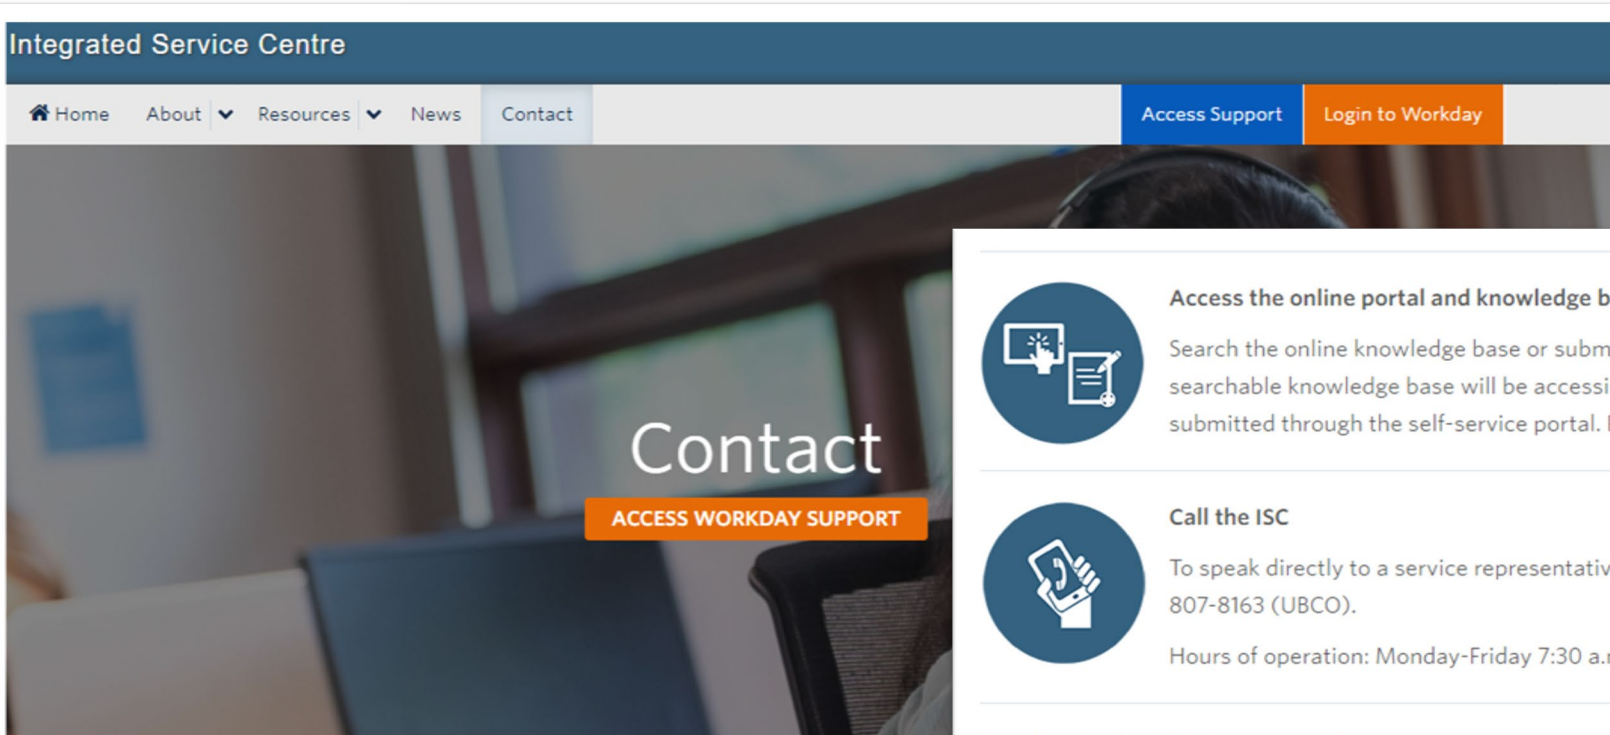 Integrated Service Centre
Home About Resources News Contact Access Support Login to Workday
Contact
ACCESS WORKDAY SUPPORT
Access the online portal and knowledge
Search the online knowledge base or
searchable knowledge base will be
submitted through the self-service portal.
Call the ISC
To speak directly to a service
807-8163 (UBCO).
Hours of operation: Monday-Friday 7:30